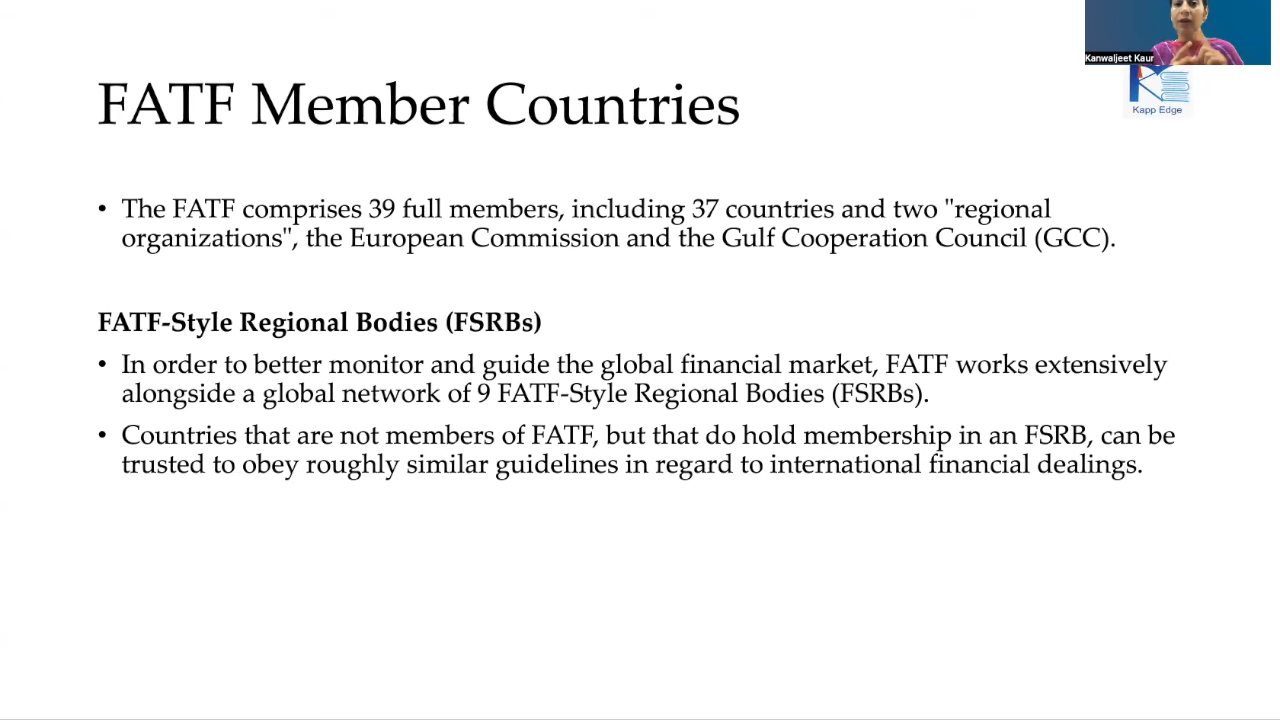 Kanwaljeet Kaur
FATF Member Countries
Kapp Edge
• The FATF comprises 39 full members, including 37 countries and two "regional
organizations", the European Commission and the Gulf Cooperation Council (GCC).
FATF-Style Regional Bodies (FSRBs)
• In order to better monitor and guide the global financial market, FATF works extensively
alongside a global network of 9 FATF-Style Regional Bodies (FSRBs).
• Countries that are not members of FATF, but that do hold membership in an FSRB, can be
trusted to obey roughly similar guidelines in regard to international financial dealings.